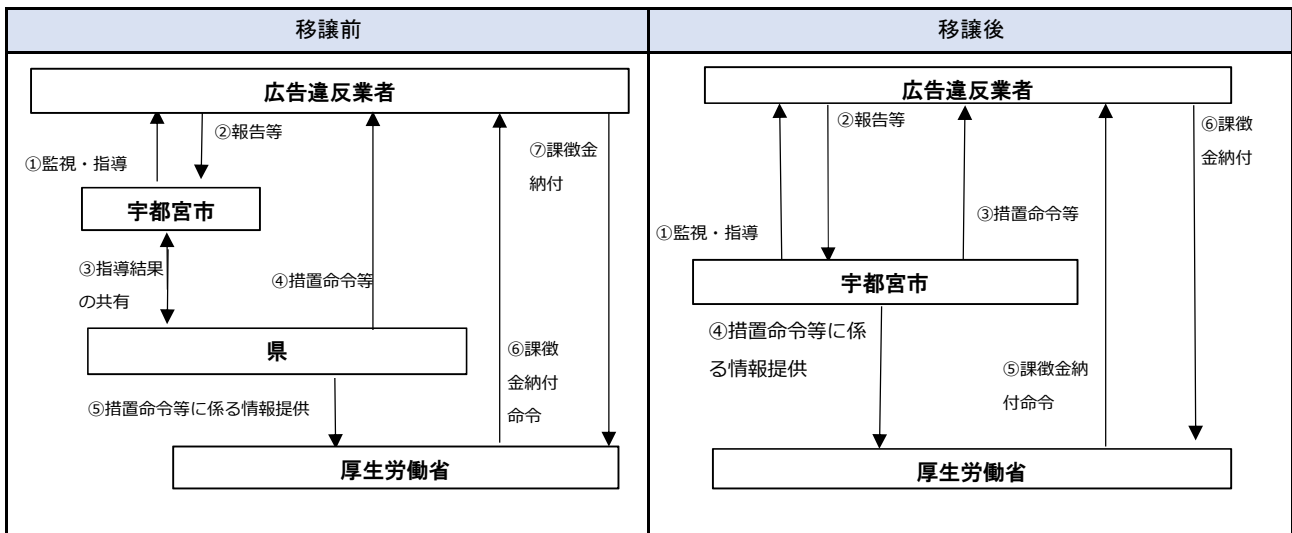 移譲前
広告違反業者
②報告等
①監視・指導
⑦課徴金
納付
宇都宮市
③指導結果
の共有
④措置命令等
県
⑥課徴
金納付
命令
⑤措置命令等に係る情報提供
厚生労働省
移譲後
広告違反業者
②報告等
⑥課徴
金納付
③措置命令等
①監視・指導
宇都宮市
④措置命令等に係
る情報提供
⑤課徴金納
付命令
厚生労働省